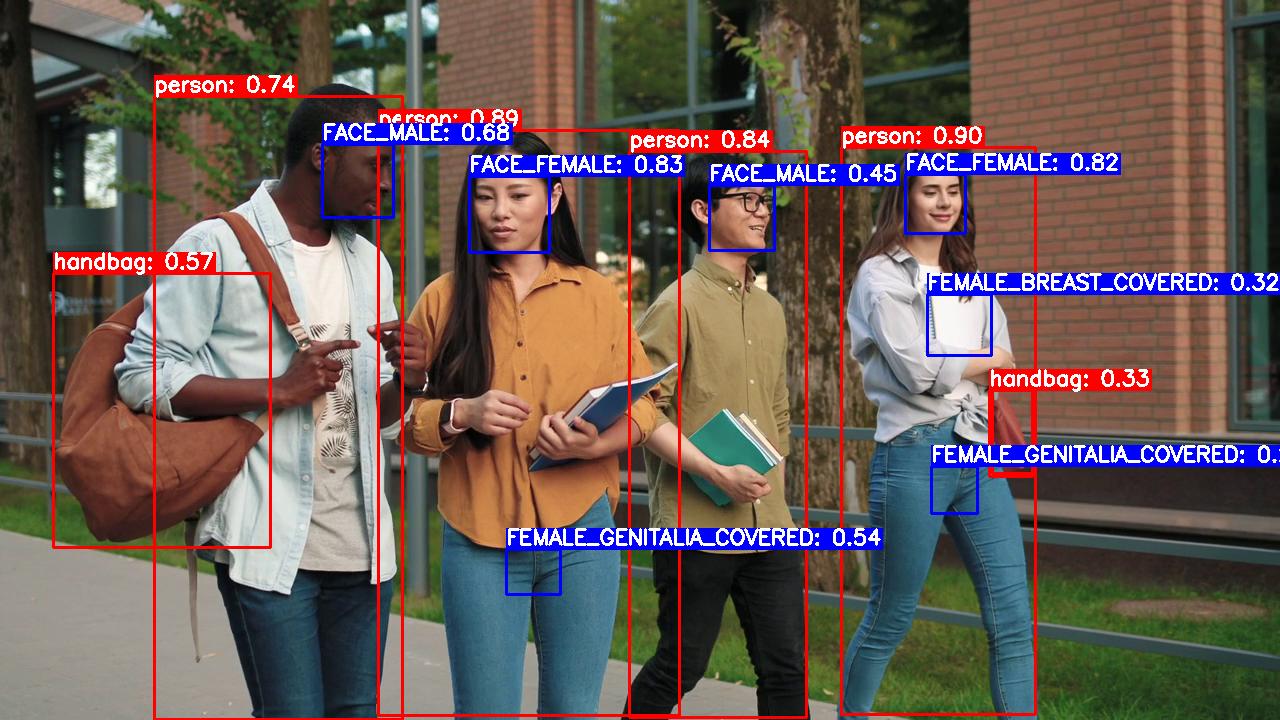 person: 0.74
person: 0.89
FACE_MALE: 0.68
person: 0.84
person: 0.90
FACE_FEMALE: 0.83
FACE_MALE: 0.45
FACE_FEMALE: 0.82
handbag: 0.57
FEMALE_BREAST_COVERED: 0.32
handbag: 0.33
FEMALE_GENITALIA_COVERED: 0.
FEMALE_GENITALIA_COVERED: 0.54